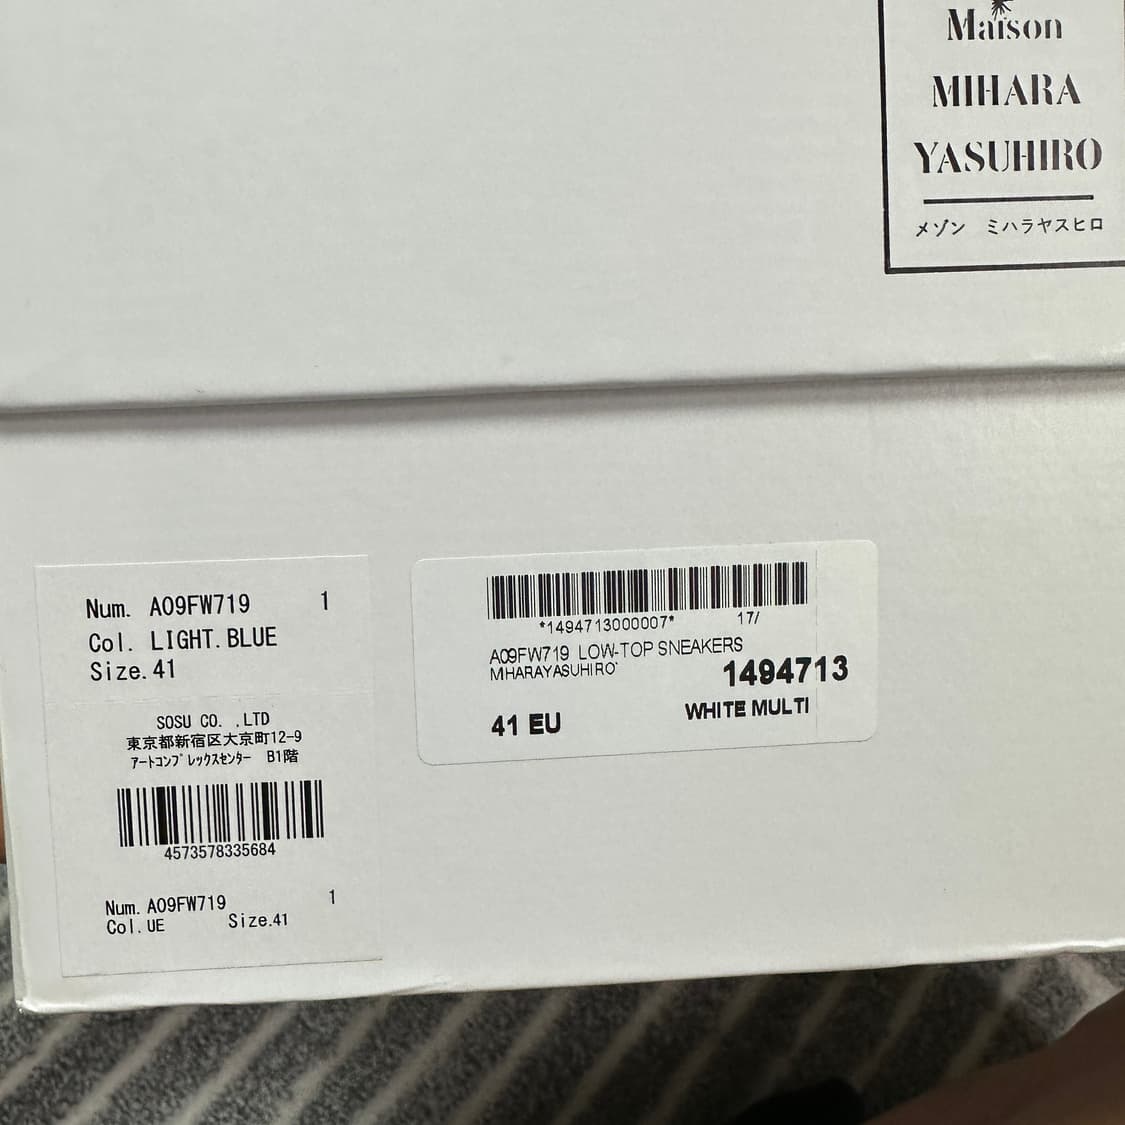 Maison
MIHARA
YASUHIRO
メゾン ミハラヤスヒロ
Num. A09FW719 1
Col. LIGHT.BLUE
Size.41
SOSU CO. .LTD
東京都新宿区大京町12-9
ｱｰﾄｺﾝﾌﾟﾚｯｸｽｾﾝﾀｰ B1階
4573578335684
Num. A09FW719 1
Col. UE Size.41
*1494713000007* 17/
A09FW719 LOW-TOP SNEAKERS
MIHARAYASUHIRO
1494713
41 EU
WHITE MULTI